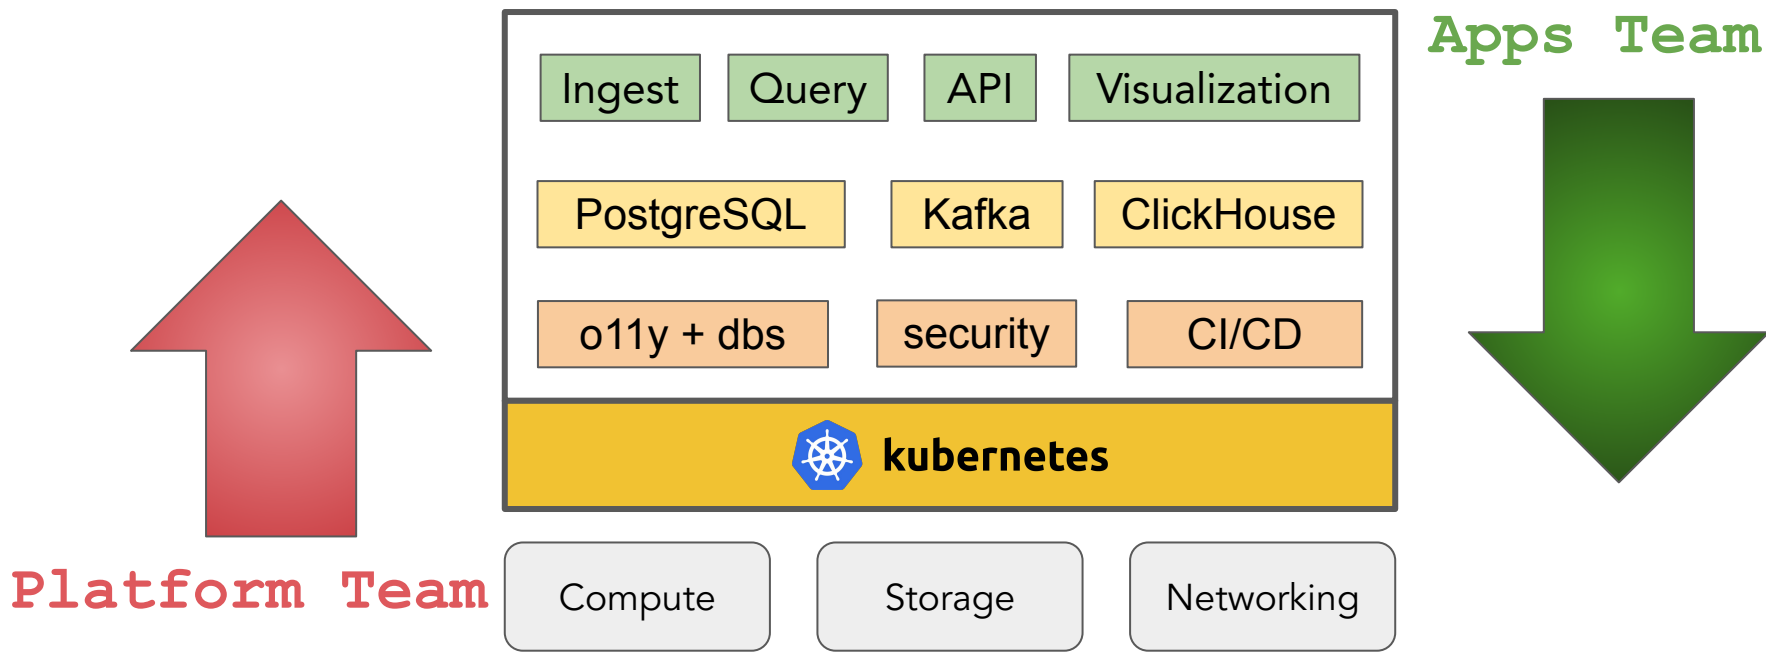 Apps Team
Ingest
Query
API
Visualization
PostgreSQL
Kafka
ClickHouse
o11y + dbs
security
CI/CD
kubernetes
Platform Team
Compute
Storage
Networking